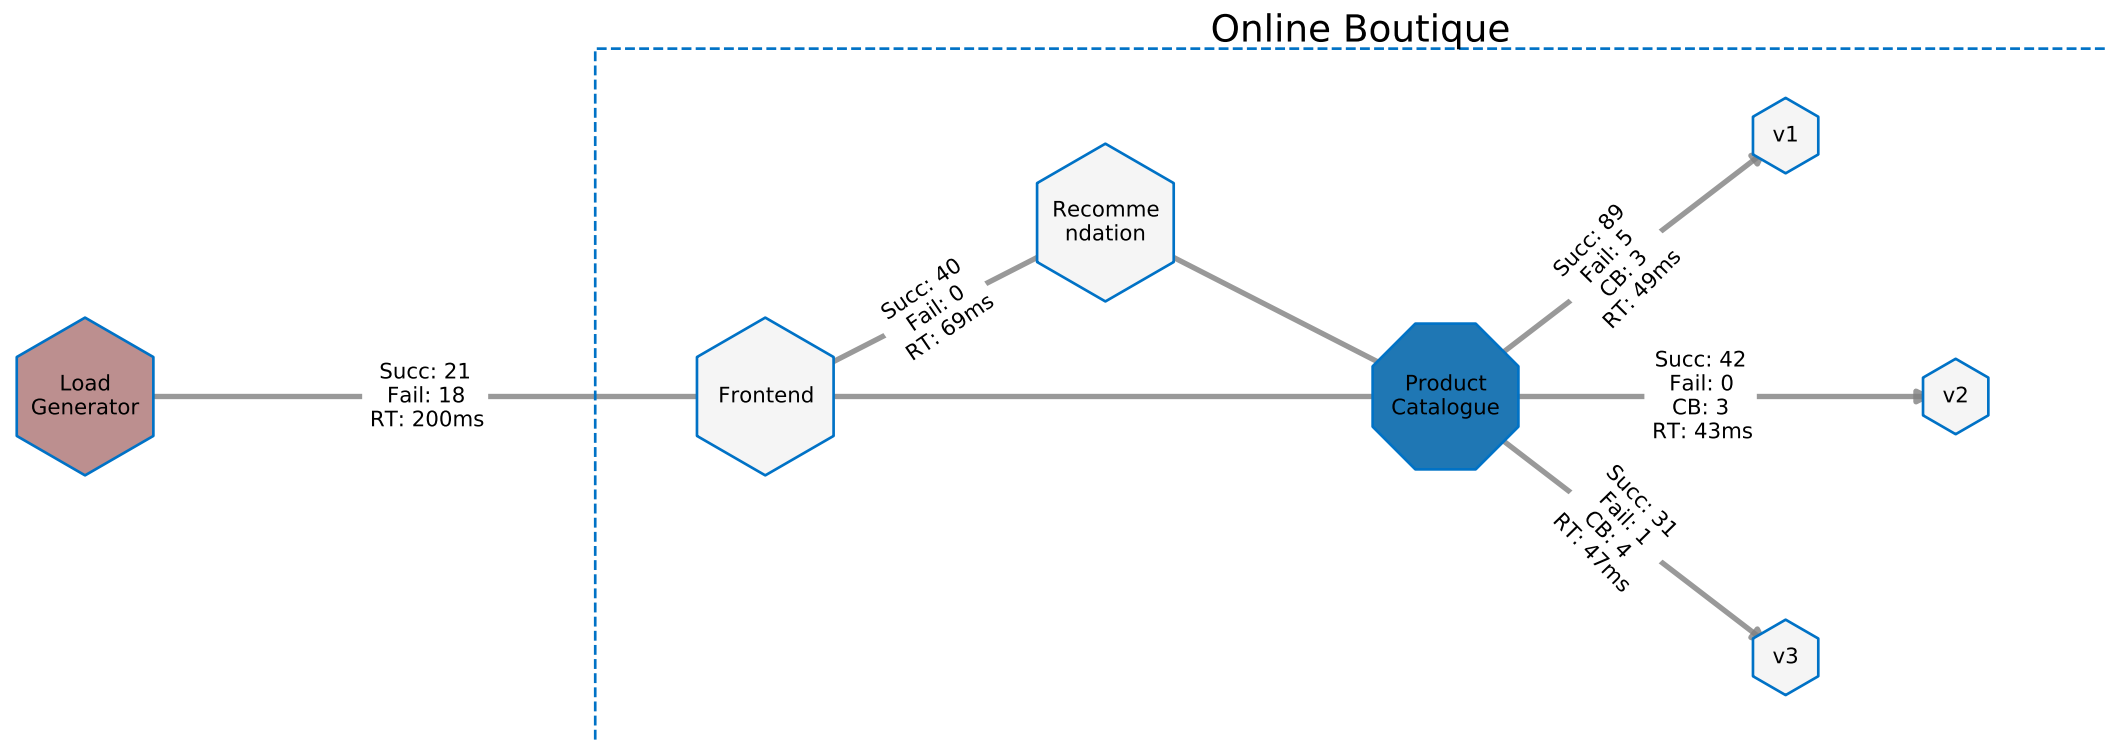 Online Boutique
Load
Generator
Succ: 21
Fail: 18
RT: 200ms
Frontend
Succ: 40
Fail: 0
RT: 69ms
Recomme
ndation
Product
Catalogue
Succ: 89
Fail: 5
CB: 3
RT: 49ms
v1
Succ: 42
Fail: 0
CB: 3
RT: 43ms
v2
Succ: 31
Fail: 1
CB: 4
RT: 47ms
v3